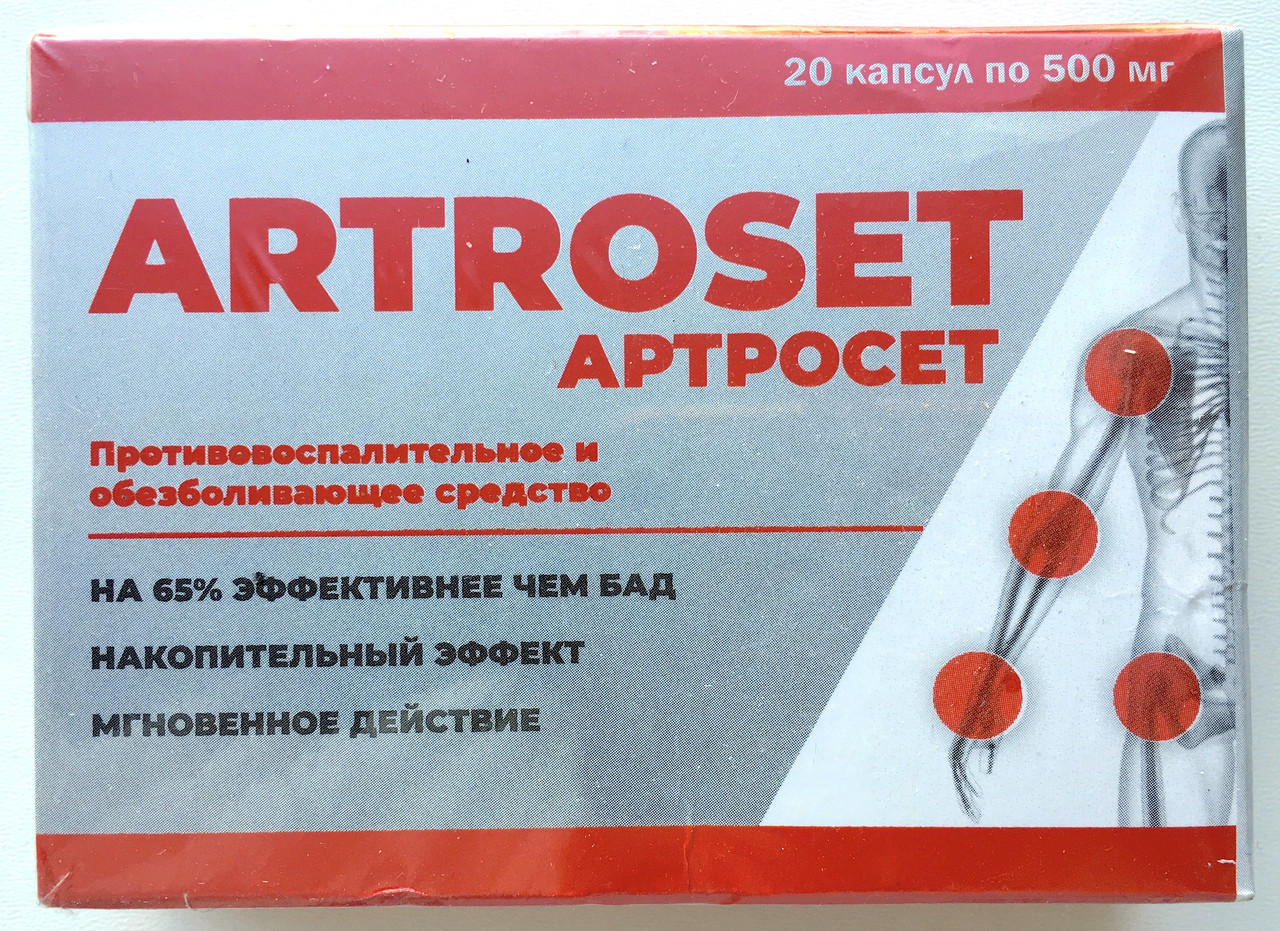 20 капсул по 500 мг
ARTROSET
АРТРОСЕТ
Противовоспалительное и
обезболивающее средство
НА 65% ЭФФЕКТИВНЕЕ ЧЕМ БАД
НАКОПИТЕЛЬНЫЙ ЭФФЕКТ
МГНОВЕННОЕ ДЕЙСТВИЕ